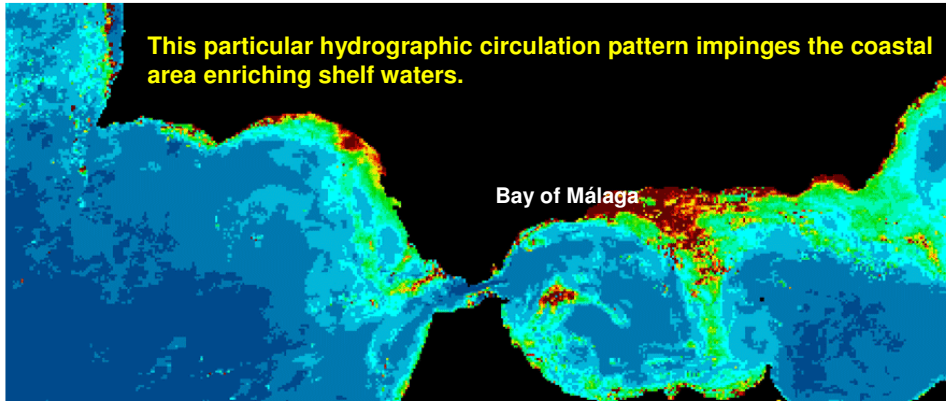 This particular hydrographic circulation pattern impinges the coastal
area enriching shelf waters.
Bay of Málaga